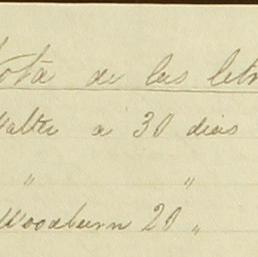 Nota de las letr
Walter a 30 dias
" "
Woodburn 20 "